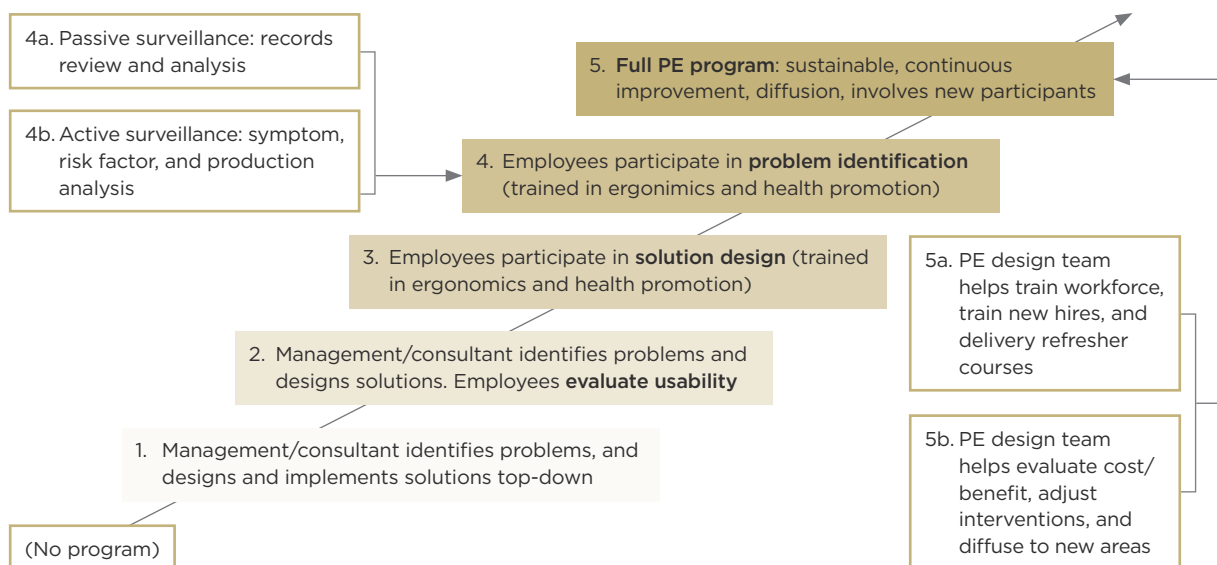 4a. Passive surveillance: records
review and analysis
4b. Active surveillance: symptom,
risk factor, and production
analysis
5. Full PE program: sustainable, continuous
improvement, diffusion, involves new participants
4. Employees participate in problem identification
(trained in ergonimics and health promotion)
3. Employees participate in solution design (trained
in ergonomics and health promotion)
2. Management/consultant identifies problems and
designs solutions. Employees evaluate usability
1. Management/consultant identifies problems, and
designs and implements solutions top-down
(No program)
5a. PE design team
helps train workforce,
train new hires, and
delivery refresher
courses
5b. PE design team
helps evaluate cost/
benefit, adjust
interventions, and
diffuse to new areas